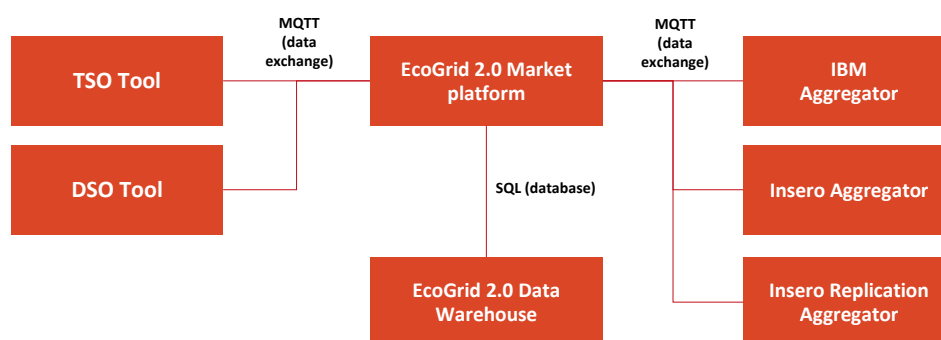 MQTT
(data
exchange)
MQTT
(data
exchange)
TSO Tool
EcoGrid 2.0 Market
platform
IBM
Aggregator
DSO Tool
SQL (database)
Insero Aggregator
EcoGrid 2.0 Data
Warehouse
Insero Replication
Aggregator